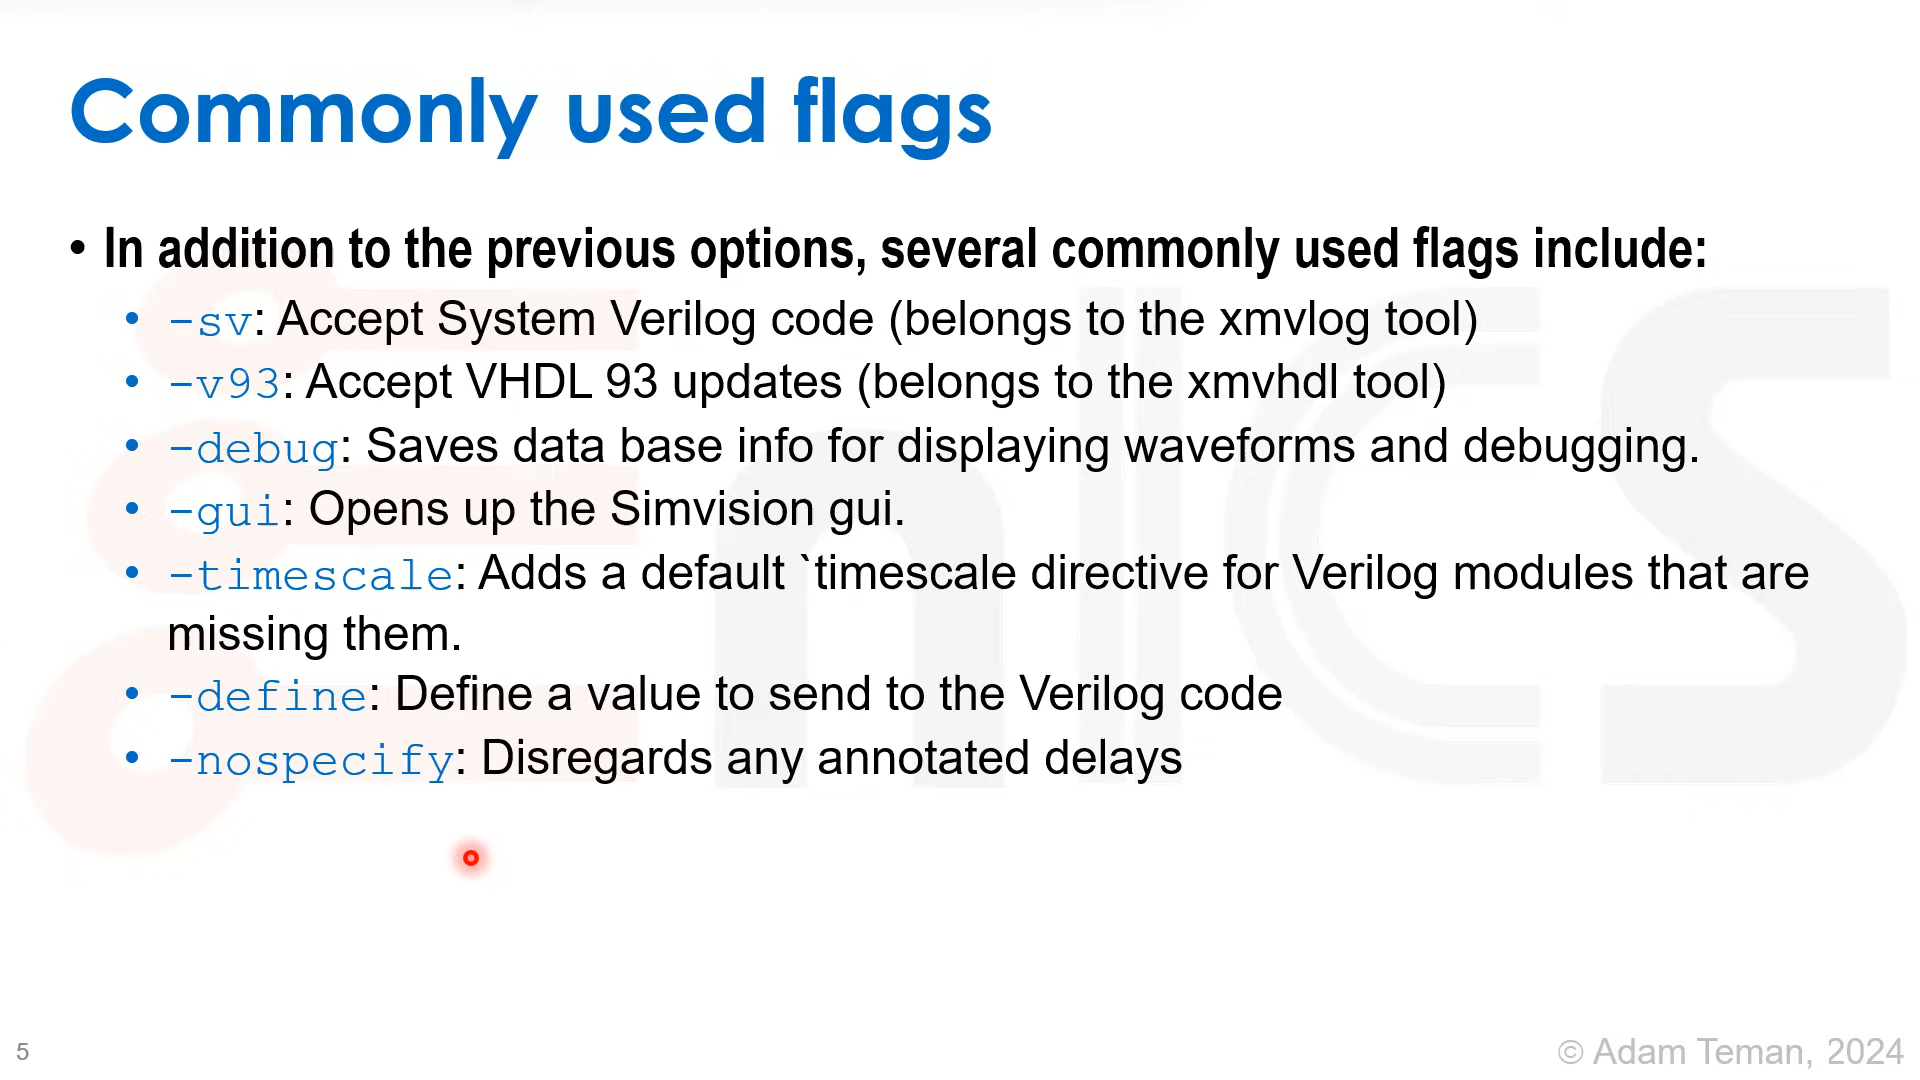 Commonly used flags
• In addition to the previous options, several commonly used flags include:
• -sv: Accept System Verilog code (belongs to the xmvlog tool)
• -v93: Accept VHDL 93 updates (belongs to the xmvhdl tool)
• -debug: Saves data base info for displaying waveforms and debugging.
• -gui: Opens up the Simvision gui.
• -timescale: Adds a default `timescale directive for Verilog modules that are
missing them.
• -define: Define a value to send to the Verilog code
• -nospecify: Disregards any annotated delays
nICS
5
© Adam Teman, 2024